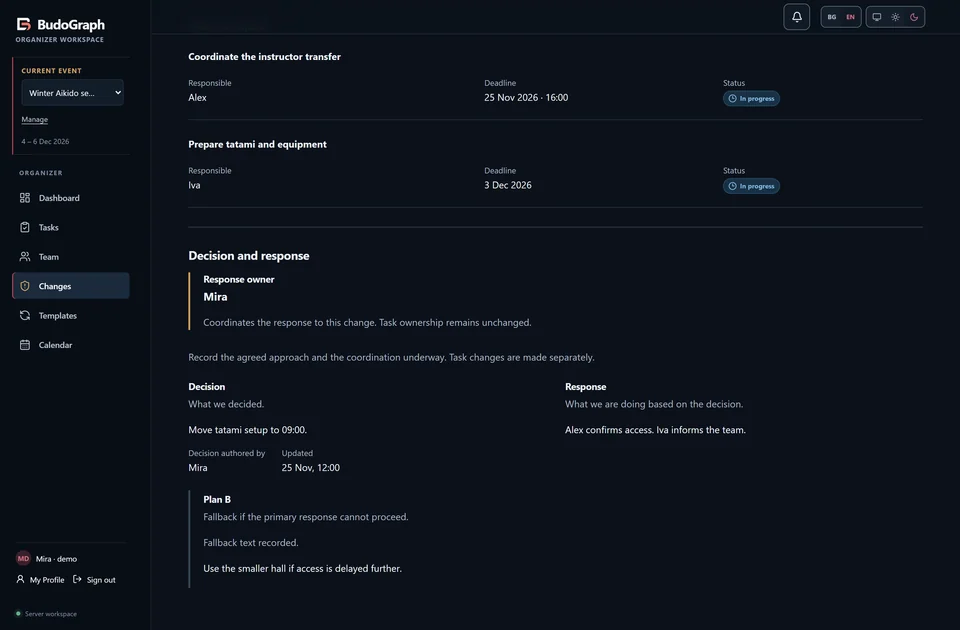 BudoGraph
ORGANIZER WORKSPACE
CURRENT EVENT
Winter Aikido se...
Manage
4 – 6 Dec 2026
ORGANIZER
Dashboard
Tasks
Team
Changes
Templates
Calendar
MD Mira · demo
My Profile Sign out
Server workspace
BG EN
Coordinate the instructor transfer
Responsible Deadline Status
Alex 25 Nov 2026 · 16:00 In progress
Prepare tatami and equipment
Responsible Deadline Status
Iva 3 Dec 2026 In progress
Decision and response
Response owner
Mira
Coordinates the response to this change. Task ownership remains unchanged.
Record the agreed approach and the coordination underway. Task changes are made separately.
Decision Response
What we decided. What we are doing based on the decision.
Move tatami setup to 09:00. Alex confirms access. Iva informs the team.
Decision authored by Updated
Mira 25 Nov, 12:00
Plan B
Fallback if the primary response cannot proceed.
Fallback text recorded.
Use the smaller hall if access is delayed further.